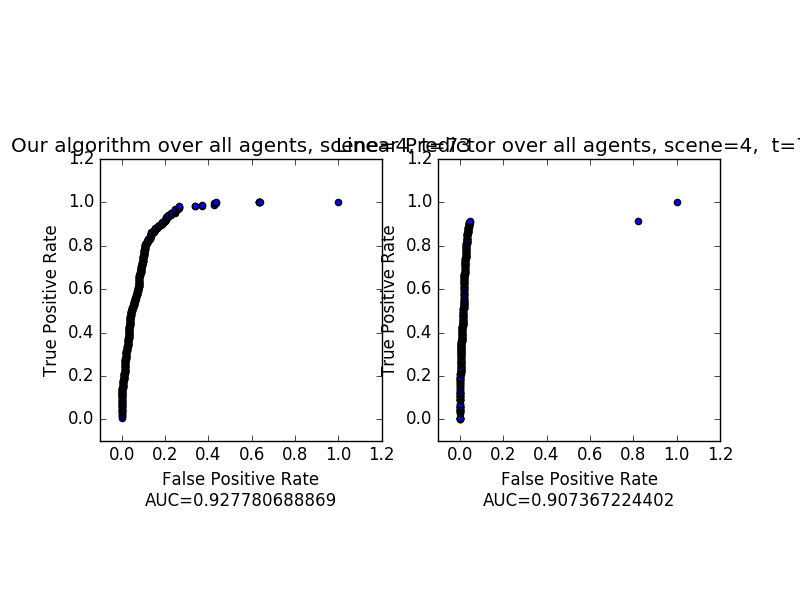 Our algorithm over all agents, scene=4, t=73
Linear Predictor over all agents, scene=4, t=7
1.2
1.0
0.8
0.6
0.4
0.2
0.0
True Positive Rate
0.0 0.2 0.4 0.6 0.8 1.0 1.2
False Positive Rate
AUC=0.927780688869
1.2
1.0
0.8
0.6
0.4
0.2
0.0
True Positive Rate
0.0 0.2 0.4 0.6 0.8 1.0 1.2
False Positive Rate
AUC=0.907367224402